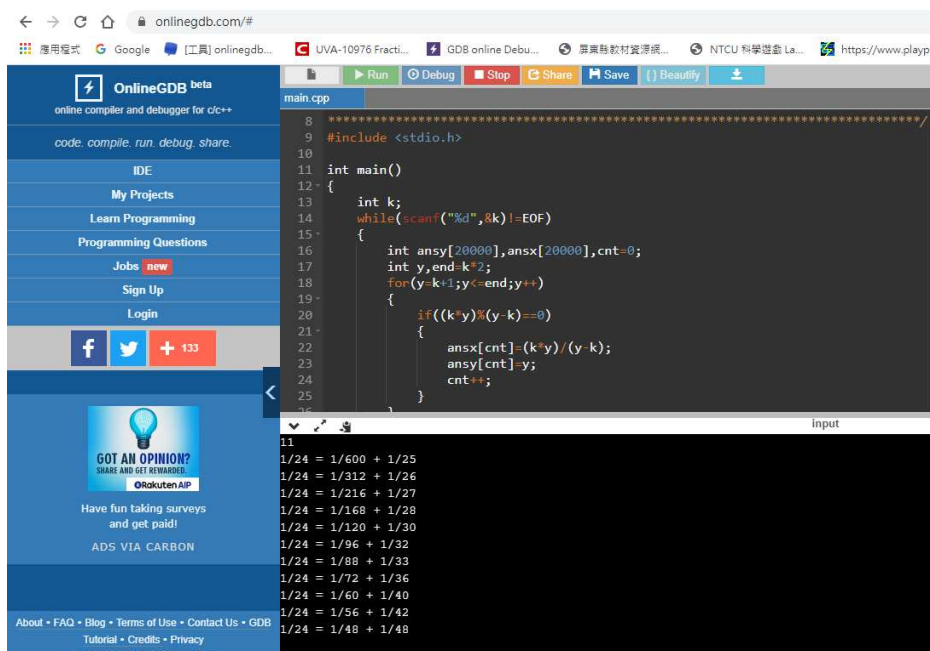 onlinegdb.com/#
應用程式 Google [工具] onlinegdb... UVA-10976 Fracti... GDB online Debu... 屏東縣教材資源網... NTCU 科學遊戲 La... https://www.playp
OnlineGDB beta
online compiler and debugger for c/c++
code. compile. run. debug. share.
IDE
My Projects
Learn Programming
Programming Questions
Jobs new
Sign Up
Login
f + 133
GOT AN OPINION?
SHARE AND GET REWARDED.
Rakuten AIP
Have fun taking surveys
and get paid!
ADS VIA CARBON
About • FAQ • Blog • Terms of Use • Contact Us • GDB
Tutorial • Credits • Privacy
Run Debug Stop Share Save {} Beautify
main.cpp
8 *******************************************************************************/
9 #include <stdio.h>
10
11 int main()
12 {
13 int k;
14 while(scanf("%d",&k)!=EOF)
15 {
16 int ansy[20000],ansx[20000],cnt=0;
17 int y,end=k*2;
18 for(y=k+1;y<=end;y++)
19 {
20 if((k*y)%(y-k)==0)
21 {
22 ansx[cnt]=(k*y)/(y-k);
23 ansy[cnt]=y;
24 cnt++;
25 }
26 }
input
11
1/24 = 1/600 + 1/25
1/24 = 1/312 + 1/26
1/24 = 1/216 + 1/27
1/24 = 1/168 + 1/28
1/24 = 1/120 + 1/30
1/24 = 1/96 + 1/32
1/24 = 1/88 + 1/33
1/24 = 1/72 + 1/36
1/24 = 1/60 + 1/40
1/24 = 1/56 + 1/42
1/24 = 1/48 + 1/48